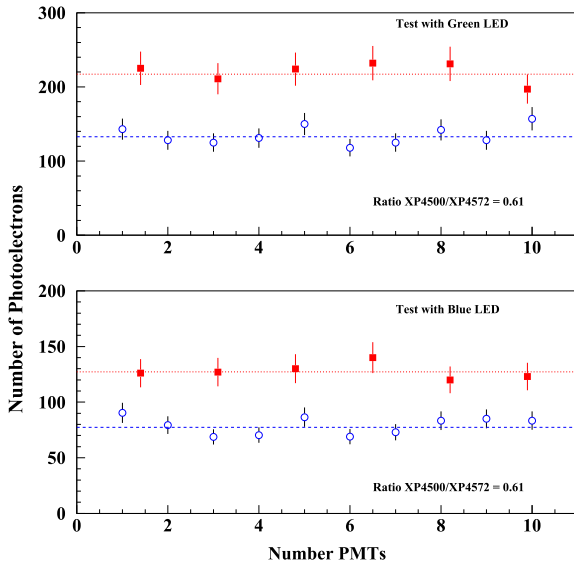 300
Test with Green LED
200
100
Ratio XP4500/XP4572 = 0.61
0
0 2 4 6 8 10
Number of Photoelectrons
200
Test with Blue LED
150
100
50
Ratio XP4500/XP4572 = 0.61
0
0 2 4 6 8 10
Number PMTs